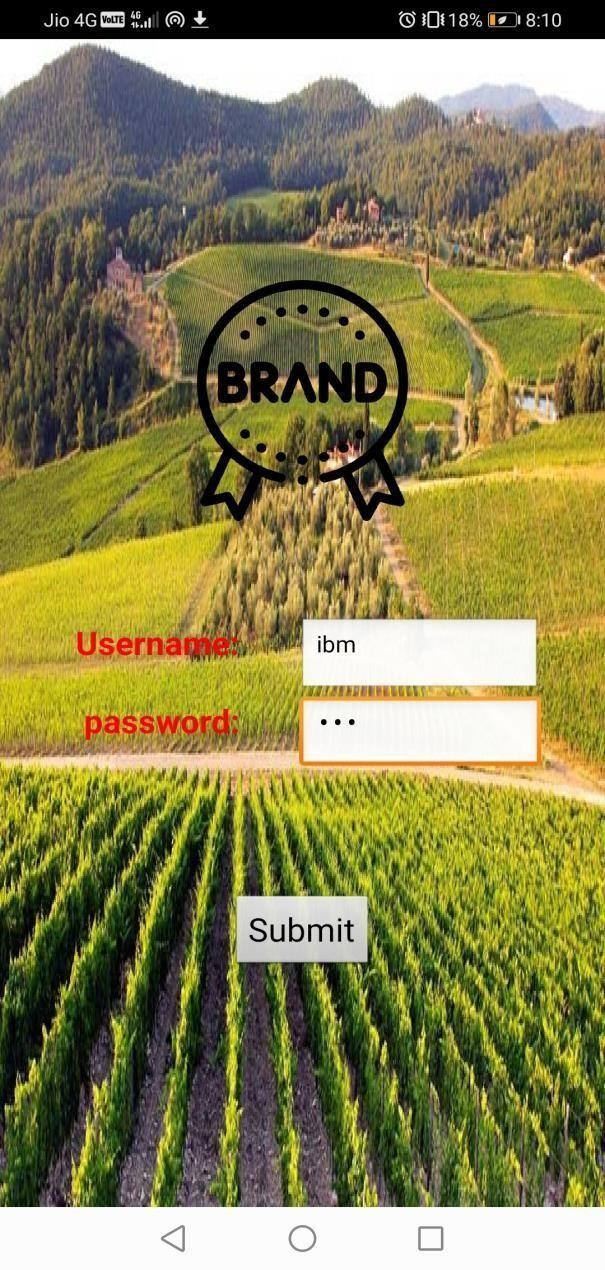 Jio 4G VoLTE 4G 18% 8:10
BRAND
Username: ibm
password: •••
Submit